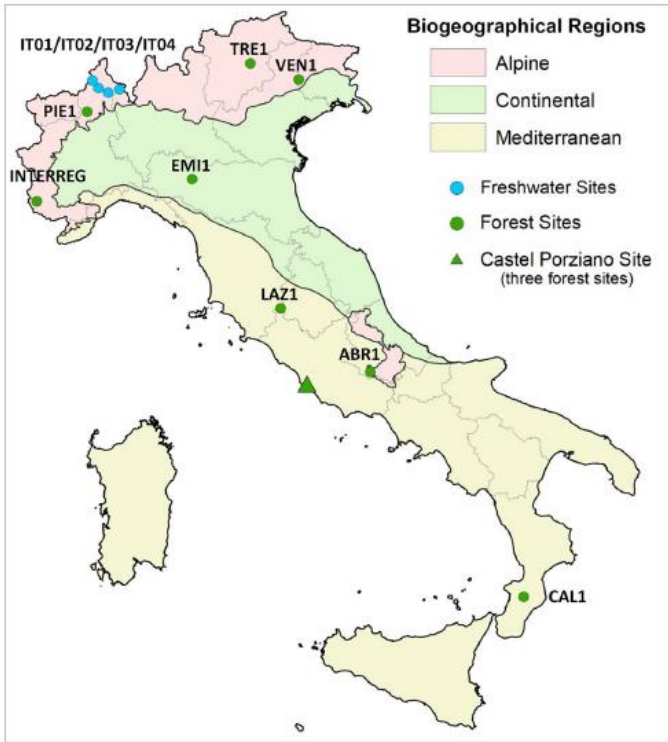 Biogeographical Regions
IT01/IT02/IT03/IT04
TRE1
VEN1
Alpine
PIE1
Continental
Mediterranean
EMI1
INTERREG
Freshwater Sites
Forest Sites
Castel Porziano Site
(three forest sites)
LAZ1
ABR1
CAL1